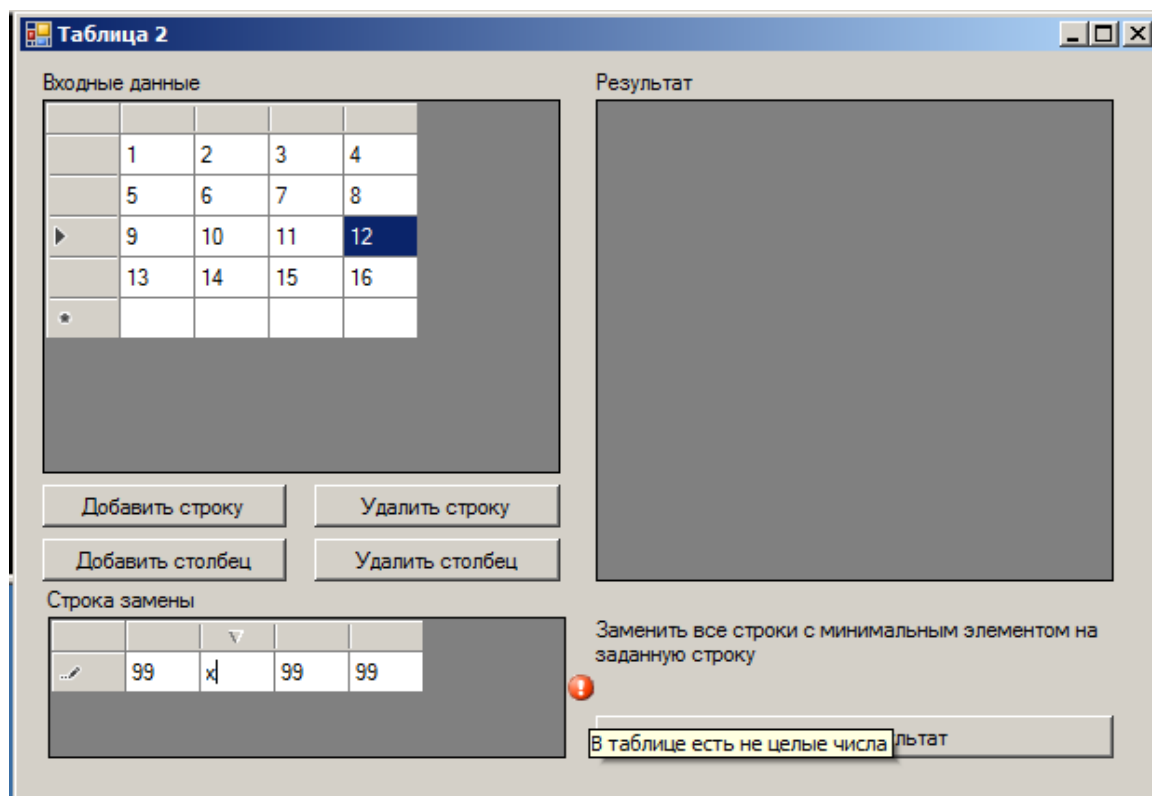 Таблица 2
Входные данные
Результат
1 2 3 4
5 6 7 8
9 10 11 12
13 14 15 16
Добавить строку Удалить строку
Добавить столбец Удалить столбец
Строка замены
99 x 99 99
Заменить все строки с минимальным элементом на
заданную строку
В таблице есть не целые числа
льтат